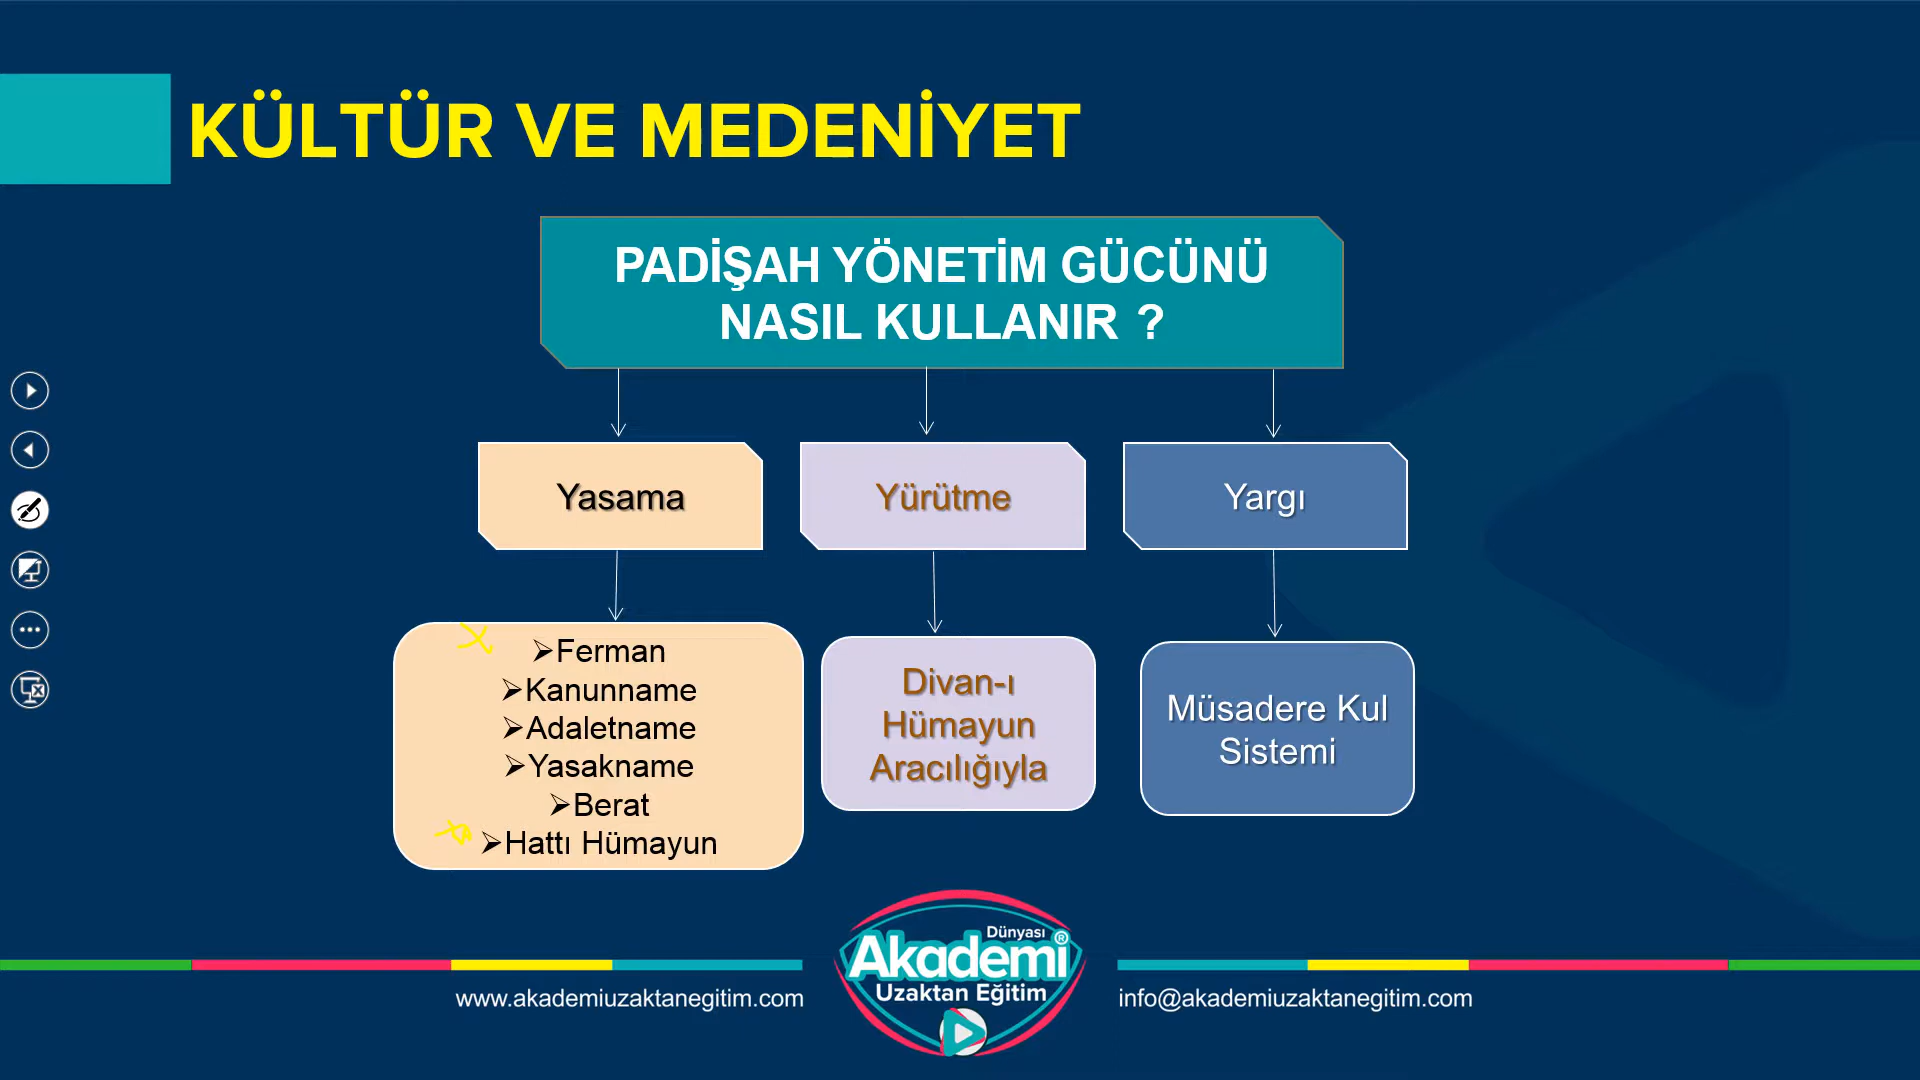 KÜLTÜR VE MEDENİYET
PADİŞAH YÖNETİM GÜCÜNÜ
NASIL KULLANIR ?
Yasama
Yürütme
Yargı
➢Ferman
➢Kanunname
➢Adaletname
➢Yasakname
➢Berat
➢Hattı Hümayun
Divan-ı
Hümayun
Aracılığıyla
Müsadere Kul
Sistemi
Dünyası
Akademi®
Uzaktan Eğitim
www.akademiuzaktanegitim.com
info@akademiuzaktanegitim.com